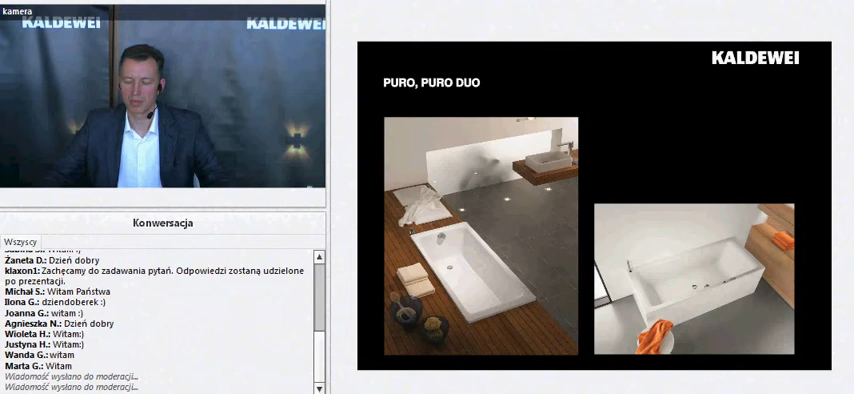 kamera
KALDEWEI
KALDEWEI
KALDEWEI
PURO, PURO DUO
Konwersacja
Wszyscy
Żaneta D.: Dzień dobry
klaxon1: Zachęcamy do zadawania pytań. Odpowiedzi zostaną udzielone
po prezentacji.
Michał S.: Witam Państwa
Ilona G.: dziendoberek :)
Joanna G.: witam :)
Agnieszka N.: Dzień dobry
Wioleta H.: Witam:)
Justyna H.: Witam:)
Wanda G.: witam
Marta G.: Witam
Wiadomość wysłano do moderacji...
Wiadomość wysłano do moderacji...